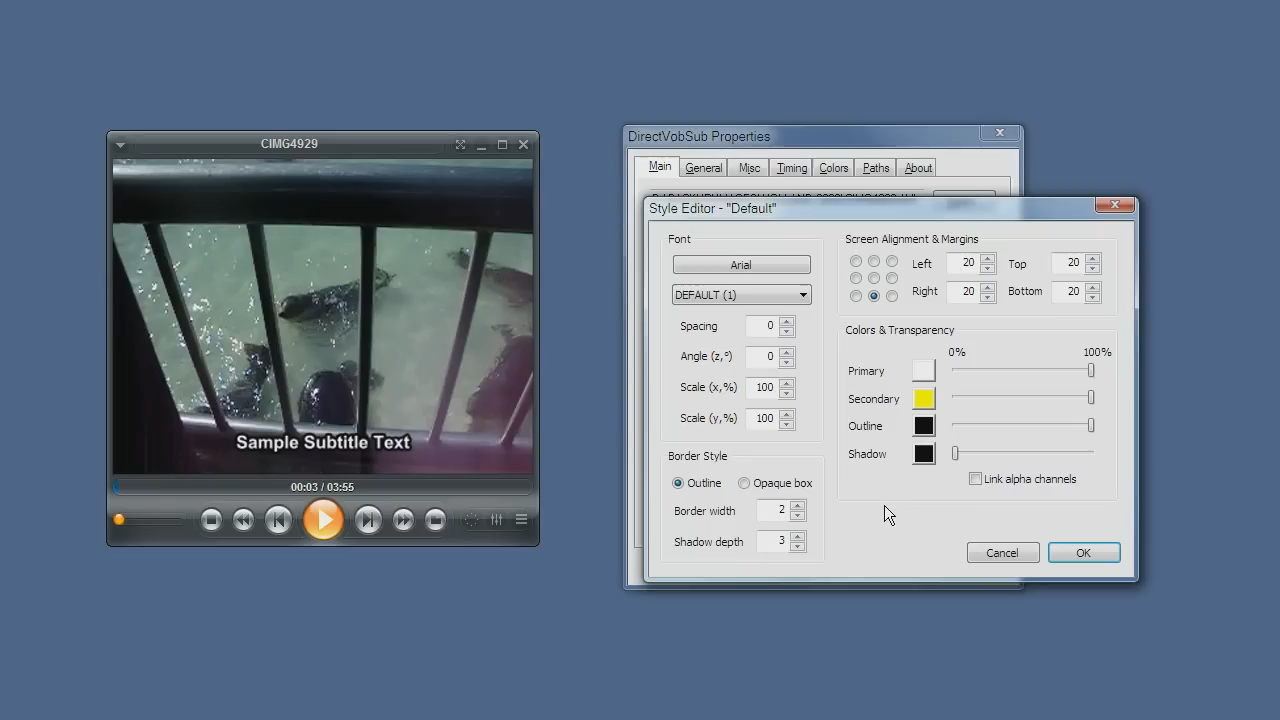 CIMG4929
Sample Subtitle Text
00:03 / 03:55
DirectVobSub Properties
Main General Misc Timing Colors Paths About
Style Editor - "Default"
Font
Arial
DEFAULT (1)
Spacing 0
Angle (z,º) 0
Scale (x,%) 100
Scale (y,%) 100
Border Style
Outline Opaque box
Border width 2
Shadow depth 3
Screen Alignment & Margins
Left 20 Top 20
Right 20 Bottom 20
Colors & Transparency
0% 100%
Primary
Secondary
Outline
Shadow
Link alpha channels
Cancel OK